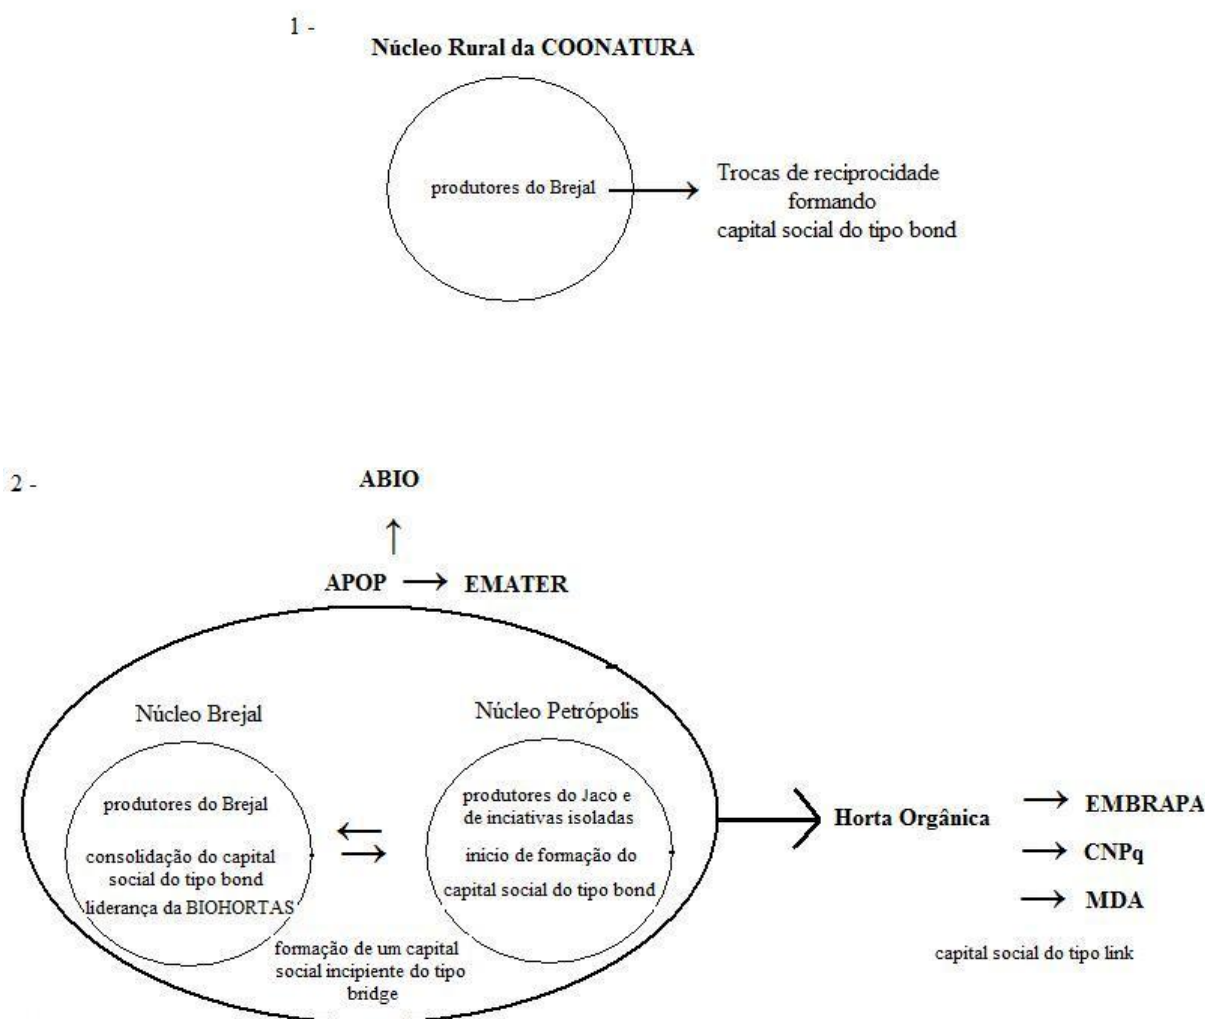 1 -
Núcleo Rural da COONATURA
produtores do Brejal
Trocas de reciprocidade
formando
capital social do tipo bond
2 -
ABIO
↑
APOP → EMATER
Núcleo Brejal
produtores do Brejal
consolidação do capital
social do tipo bond
liderança da BIOHORTAS
Núcleo Petrópolis
produtores do Jacó e
de inciativas isoladas
inicio de formação do
capital social do tipo bond
formação de um capital
social incipiente do tipo
bridge
Horta Orgânica
→ EMBRAPA
→ CNPq
→ MDA
capital social do tipo link